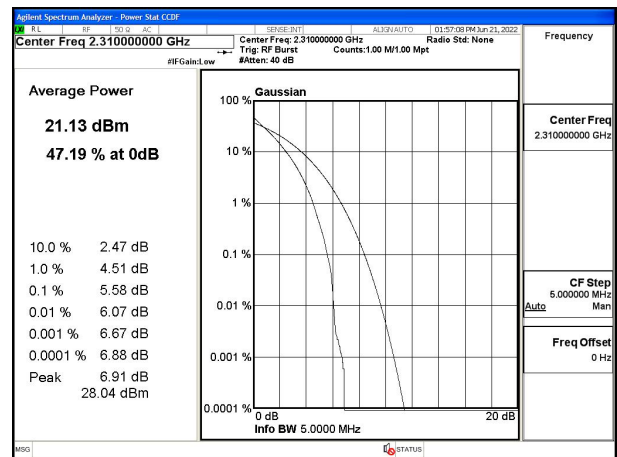 Agilent Spectrum Analyzer - Power Stat CCDF
RL RF 50 Ω AC SENSE:INT ALIGN AUTO 01:57:08 PM Jun 21, 2022
Center Freq 2.310000000 GHz
Center Freq: 2.310000000 GHz Radio Std: None
Trig: RF Burst Counts:1.00 M/1.00 Mpt
#IFGain:Low #Atten: 40 dB
Frequency
Average Power
21.13 dBm
47.19 % at 0dB
10.0 % 2.47 dB
1.0 % 4.51 dB
0.1 % 5.58 dB
0.01 % 6.07 dB
0.001 % 6.67 dB
0.0001 % 6.88 dB
Peak 6.91 dB
28.04 dBm
Gaussian
100 %
10 %
1 %
0.1 %
0.01 %
0.001 %
0.0001 %
0 dB 20 dB
Info BW 5.0000 MHz
Center Freq
2.310000000 GHz
CF Step
5.000000 MHz
Auto Man
Freq Offset
0 Hz
MSG STATUS